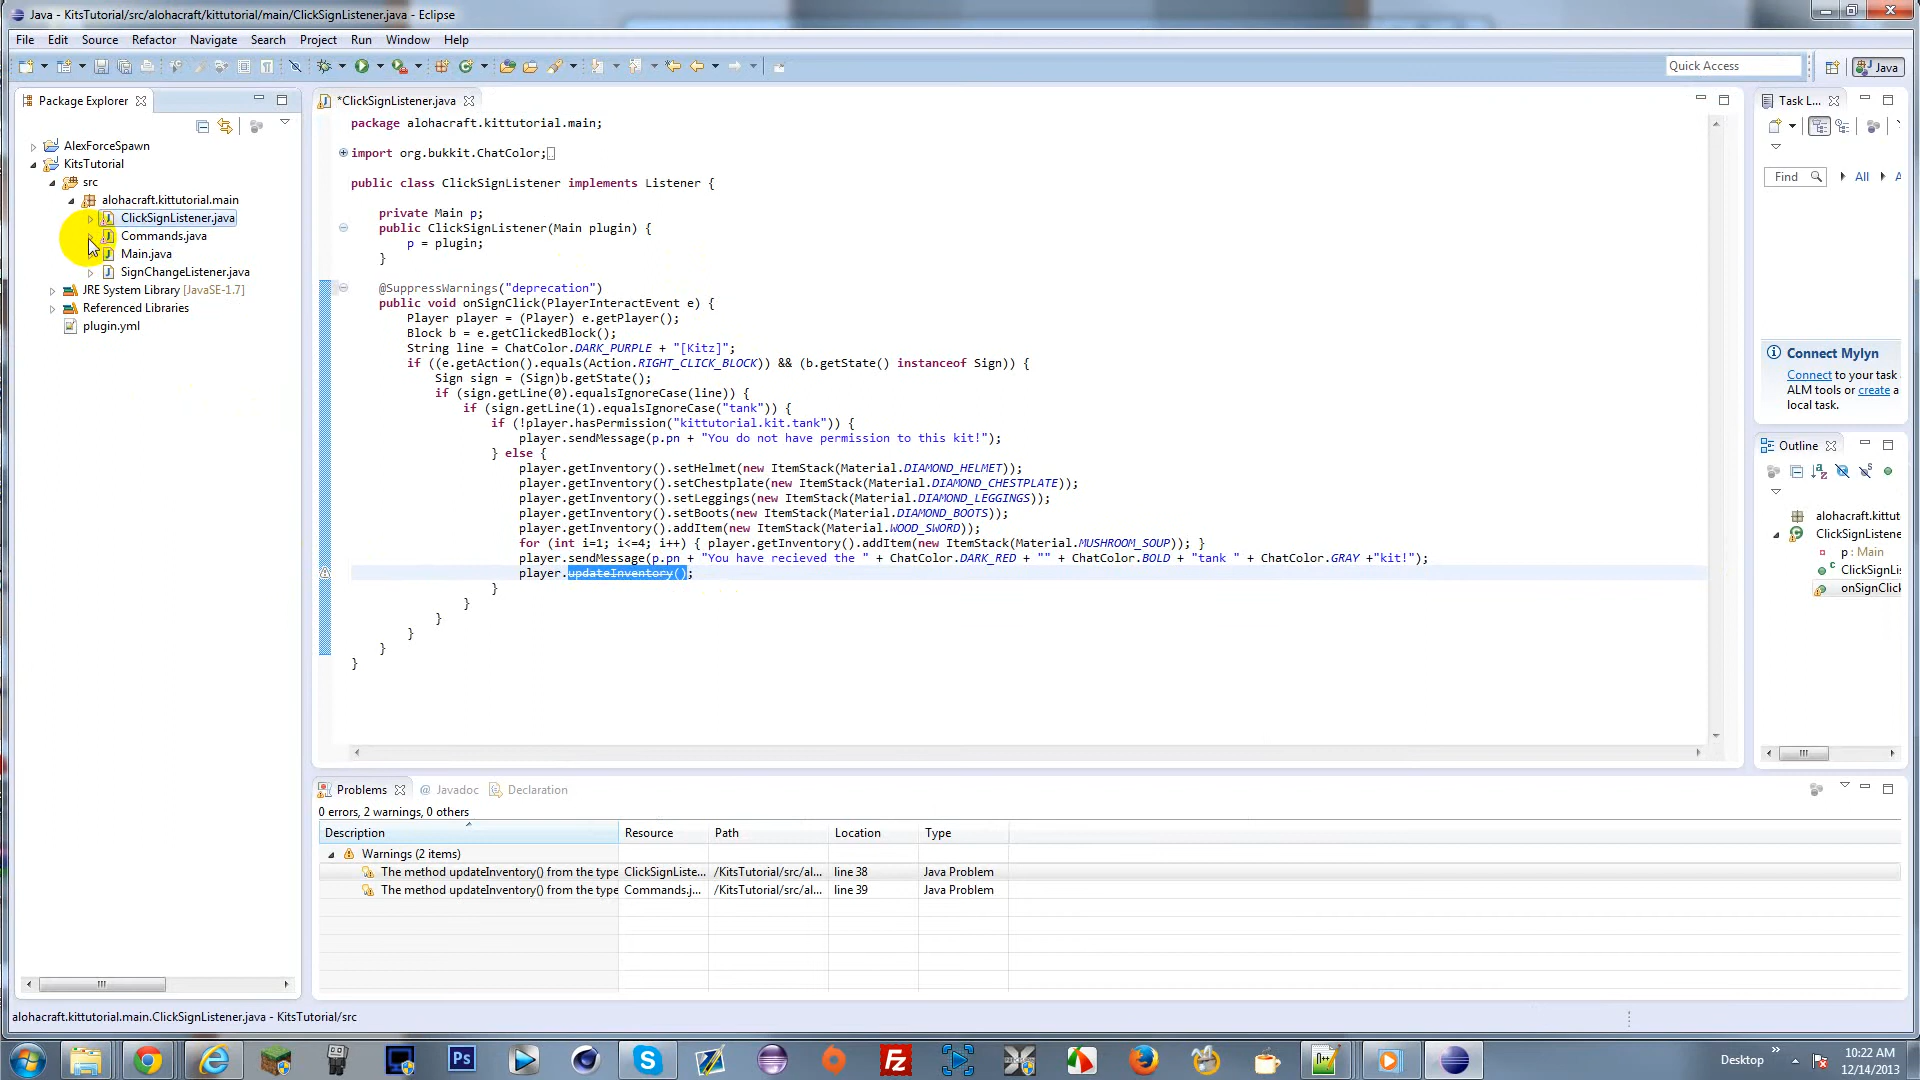 Java - KitsTutorial/src/alohacraft/kittutorial/main/ClickSignListener.java - Eclipse
File Edit Source Refactor Navigate Search Project Run Window Help
Quick Access
Java
Package Explorer
AlexForceSpawn
KitsTutorial
src
alohacraft.kittutorial.main
ClickSignListener.java
Commands.java
Main.java
SignChangeListener.java
JRE System Library [JavaSE-1.7]
Referenced Libraries
plugin.yml
*ClickSignListener.java
package alohacraft.kittutorial.main;
import org.bukkit.ChatColor;
public class ClickSignListener implements Listener {
private Main p;
public ClickSignListener(Main plugin) {
p = plugin;
}
@SuppressWarnings("deprecation")
public void onSignClick(PlayerInteractEvent e) {
Player player = (Player) e.getPlayer();
Block b = e.getClickedBlock();
String line = ChatColor.DARK_PURPLE + "[Kitz]";
if ((e.getAction().equals(Action.RIGHT_CLICK_BLOCK)) && (b.getState() instanceof Sign)) {
Sign sign = (Sign)b.getState();
if (sign.getLine(0).equalsIgnoreCase(line)) {
if (sign.getLine(1).equalsIgnoreCase("tank")) {
if (!player.hasPermission("kittutorial.kit.tank")) {
player.sendMessage(p.pn + "You do not have permission to this kit!");
} else {
player.getInventory().setHelmet(new ItemStack(Material.DIAMOND_HELMET));
player.getInventory().setChestplate(new ItemStack(Material.DIAMOND_CHESTPLATE));
player.getInventory().setLeggings(new ItemStack(Material.DIAMOND_LEGGINGS));
player.getInventory().setBoots(new ItemStack(Material.DIAMOND_BOOTS));
player.getInventory().addItem(new ItemStack(Material.WOOD_SWORD));
for (int i=1; i<=4; i++) { player.getInventory().addItem(new ItemStack(Material.MUSHROOM_SOUP)); }
player.sendMessage(p.pn + "You have recieved the " + ChatColor.DARK_RED + "" + ChatColor.BOLD + "tank " + ChatColor.GRAY +"kit!");
player.updateInventory();
}
}
}
}
}
}
Task L...
Find All A
Connect Mylyn
Connect to your task
ALM tools or create a
local task.
Outline
alohacraft.kittut
ClickSignListene
p : Main
ClickSignLi
onSignClick
Problems Javadoc Declaration
0 errors, 2 warnings, 0 others
Description Resource Path Location Type
Warnings (2 items)
The method updateInventory() from the type ClickSignListe... /KitsTutorial/src/al... line 38 Java Problem
The method updateInventory() from the type Commands.j... /KitsTutorial/src/al... line 39 Java Problem
alohacraft.kittutorial.main.ClickSignListener.java - KitsTutorial/src
Ps
Fz
Desktop
10:22 AM
12/14/2013